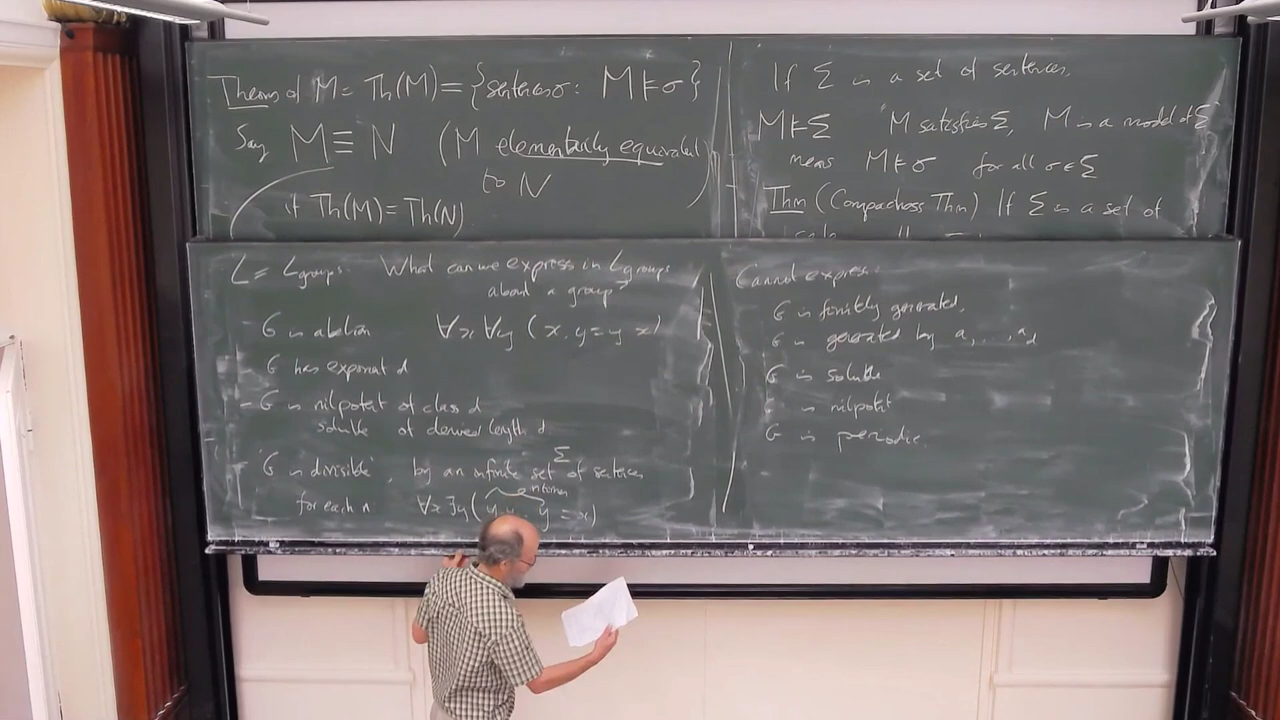 Theory of M = Th(M) = {sentences σ: M ⊨ σ}
Say M ≡ N (M elementarily equivalent
to N)
if Th(M) = Th(N)
If Σ is a set of sentences,
M ⊨ Σ "M satisfies Σ, M is a model of Σ"
means M ⊨ σ for all σ ∈ Σ
Thm (Compactness Thm) If Σ is a set of
L = L groups. What can we express in L groups
about a group?
- G is abelian ∀x ∀y (x.y = y.x)
- G has exponent d
- G is nilpotent of class d
soluble of derived length d
"G is divisible", by an infinite set Σ of sentences
for each n ∀x ∃y (y.y...y = x)
n times
Cannot express:
G is finitely generated,
G is generated by a, ..., a_d
G is soluble
G is nilpotent
G is periodic